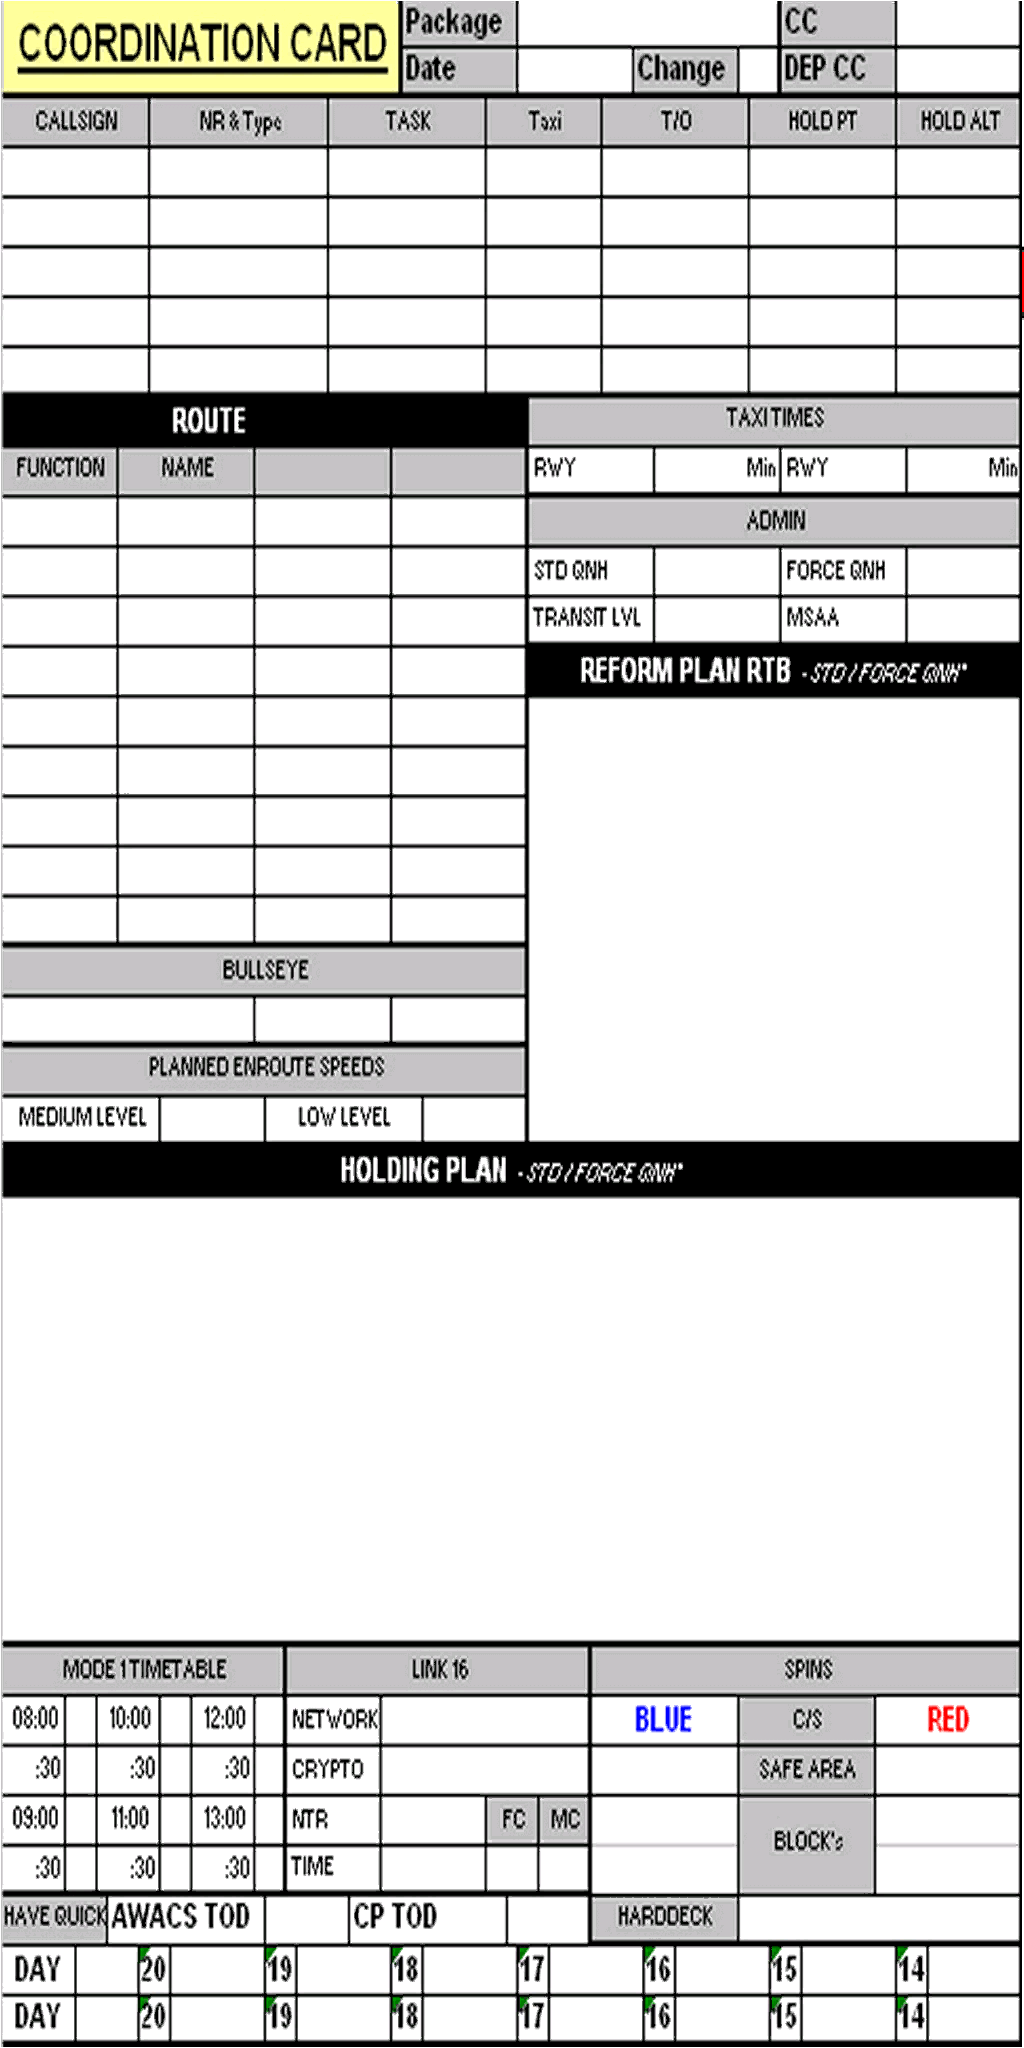 COORDINATION CARD Package CC
Date Change DEP CC
CALLSIGN NR & Type TASK Taxi T/O HOLD PT HOLD ALT
ROUTE TAXI TIMES
FUNCTION NAME RWY Min RWY Min
ADMIN
STD QNH FORCE QNH
TRANSIT LVL MSAA
REFORM PLAN RTB - STD / FORCE QNH*
BULLSEYE
PLANNED ENROUTE SPEEDS
MEDIUM LEVEL LOW LEVEL
HOLDING PLAN - STD / FORCE QNH*
MODE 1 TIMETABLE LINK 16 SPINS
08:00 10:00 12:00 NETWORK BLUE C/S RED
:30 :30 :30 CRYPTO SAFE AREA
09:00 11:00 13:00 NTR FC MC BLOCK's
:30 :30 :30 TIME
HAVE QUICK AWACS TOD CP TOD HARDDECK
DAY 20 19 18 17 16 15 14
DAY 20 19 18 17 16 15 14